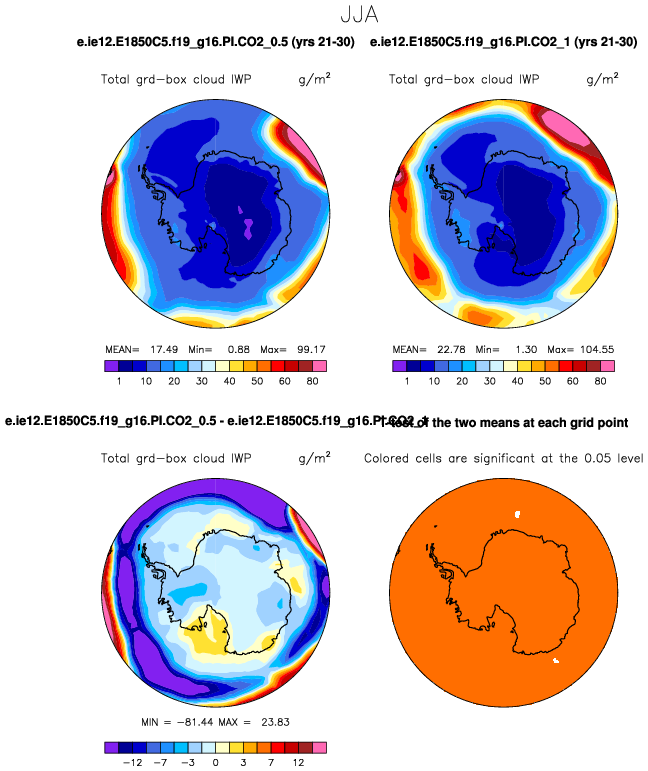 JJA
e.ie12.E1850C5.f19_g16.PI.CO2_0.5 (yrs 21-30)
e.ie12.E1850C5.f19_g16.PI.CO2_1 (yrs 21-30)
Total grd-box cloud IWP g/m²
Total grd-box cloud IWP g/m²
MEAN= 17.49 Min= 0.88 Max= 99.17
MEAN= 22.78 Min= 1.30 Max= 104.55
1 10 20 30 40 50 60 80
1 10 20 30 40 50 60 80
e.ie12.E1850C5.f19_g16.PI.CO2_0.5 - e.ie12.E1850C5.f19_g16.PI.CO2_1
T-test of the two means at each grid point
Total grd-box cloud IWP g/m²
Colored cells are significant at the 0.05 level
MIN = -81.44 MAX = 23.83
-12 -7 -3 0 3 7 12